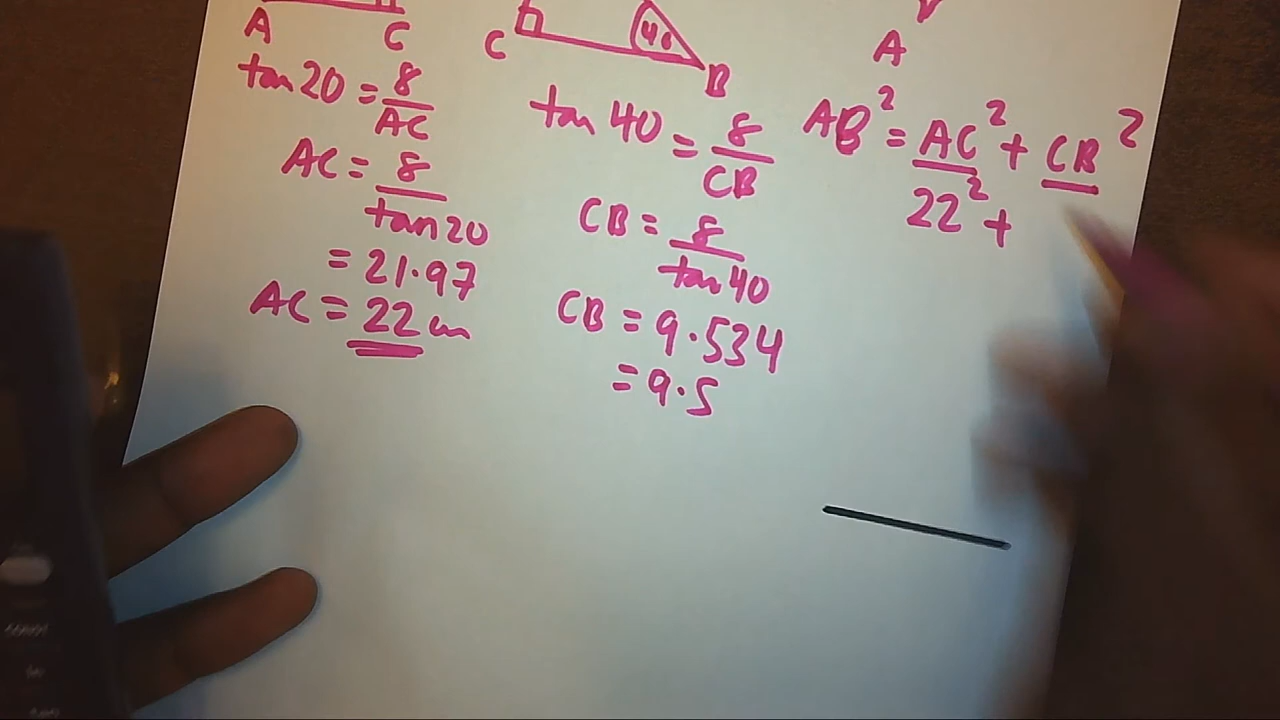 A C
tan 20 = 8/AC
AC = 8/tan 20
= 21.97
AC = 22 cm
C 40 B
tan 40 = 8/CB
CB = 8/tan 40
CB = 9.534
= 9.5
A
AB² = AC² + CB²
22² +